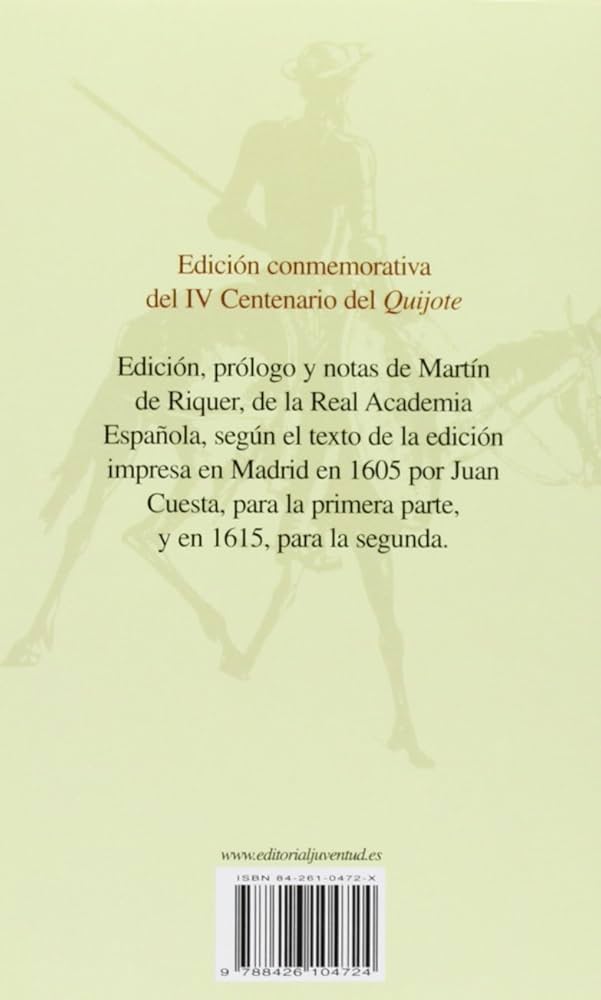 Edición conmemorativa
del IV Centenario del Quijote
Edición, prólogo y notas de Martín
de Riquer, de la Real Academia
Española, según el texto de la edición
impresa en Madrid en 1605 por Juan
Cuesta, para la primera parte,
y en 1615, para la segunda.
www.editorialjuventud.es
ISBN 84-261-0472-X
9 788426 104724